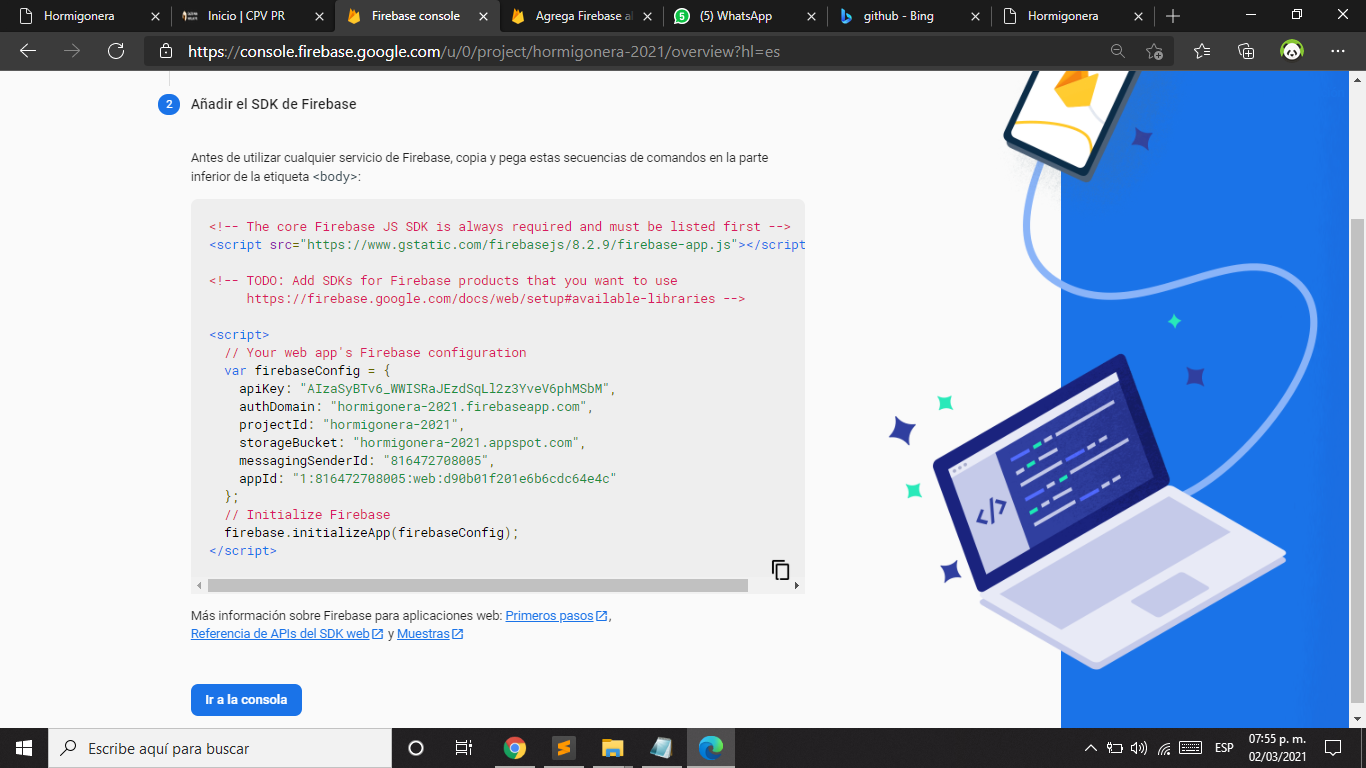 Hormigonera
Inicio | CPV PR
Firebase console
Agrega Firebase a
(5) WhatsApp
github - Bing
Hormigonera
https://console.firebase.google.com/u/0/project/hormigonera-2021/overview?hl=es
2 Añadir el SDK de Firebase
Antes de utilizar cualquier servicio de Firebase, copia y pega estas secuencias de comandos en la parte
inferior de la etiqueta <body>:
<!-- The core Firebase JS SDK is always required and must be listed first -->
<script src="https://www.gstatic.com/firebasejs/8.2.9/firebase-app.js"></script
<!-- TODO: Add SDKs for Firebase products that you want to use
https://firebase.google.com/docs/web/setup#available-libraries -->
<script>
// Your web app's Firebase configuration
var firebaseConfig = {
apiKey: "AIzaSyBTv6_WWISRaJEzdSqLl2z3YveV6phMSbM",
authDomain: "hormigonera-2021.firebaseapp.com",
projectId: "hormigonera-2021",
storageBucket: "hormigonera-2021.appspot.com",
messagingSenderId: "816472708005",
appId: "1:816472708005:web:d90b01f201e6b6cdc64e4c"
};
// Initialize Firebase
firebase.initializeApp(firebaseConfig);
</script>
Más información sobre Firebase para aplicaciones web: Primeros pasos,
Referencia de APIs del SDK web y Muestras
Ir a la consola
</> 
Escribe aquí para buscar
ESP
07:55 p. m.
02/03/2021